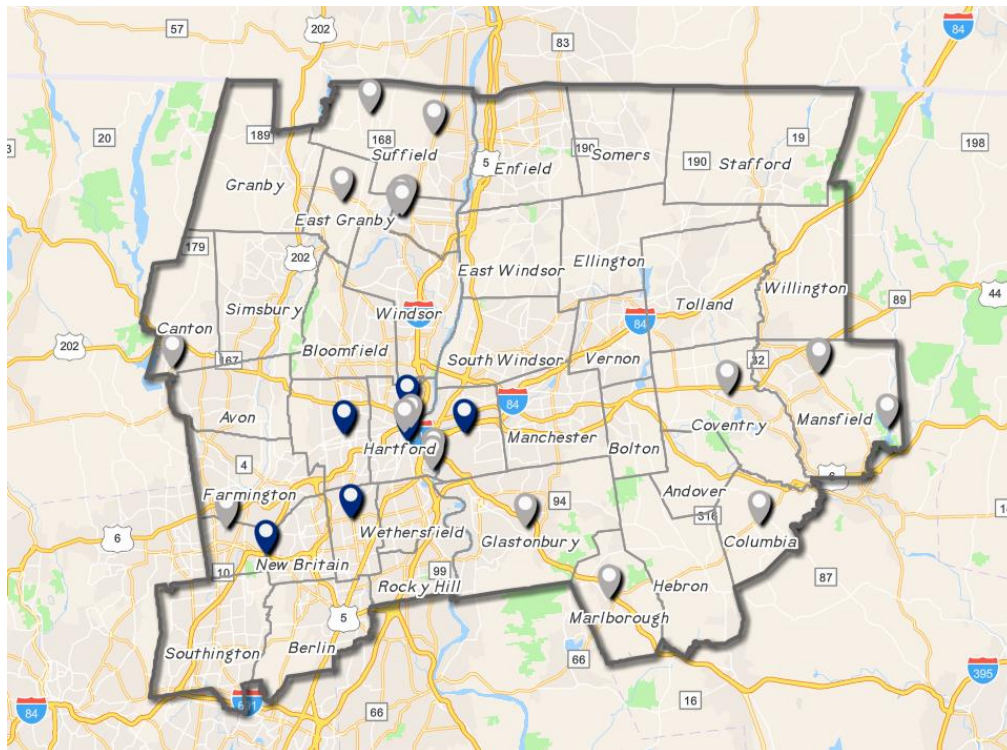 57
202
83
84
20
189
168
19
198
Suffield
190
Somers
190
Stafford
5
Enfield
Granby
East Granby
179
202
East Windsor
Ellington
Willington
44
89
Simsbury
Windsor
Tolland
84
Canton
202
167
Bloomfield
South Windsor
Vernon
32
84
Avon
Hartford
Manchester
Coventry
Mansfield
Bolton
4
6
Farmington
94
Andover
316
6
Wethersfield
Glastonbury
Columbia
New Britain
10
Rocky Hill
99
Hebron
87
5
Marlborough
Southington
Berlin
66
395
84
691
66
16